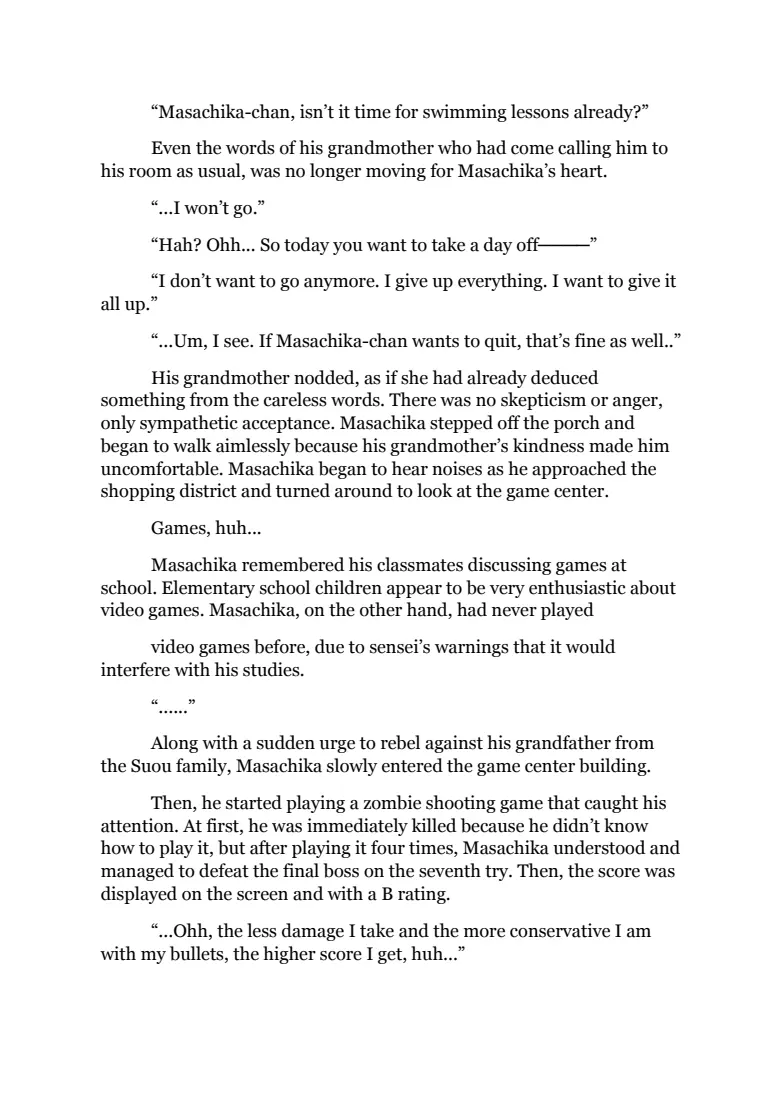 “Masachika-chan, isn’t it time for swimming lessons already?”
Even the words of his grandmother who had come calling him to
his room as usual, was no longer moving for Masachika’s heart.
“...I won’t go.”
“Hah? Ohh... So today you want to take a day off———”
“I don’t want to go anymore. I give up everything. I want to give it
all up.”
“...Um, I see. If Masachika-chan wants to quit, that’s fine as well..”
His grandmother nodded, as if she had already deduced
something from the careless words. There was no skepticism or anger,
only sympathetic acceptance. Masachika stepped off the porch and
began to walk aimlessly because his grandmother’s kindness made him
uncomfortable. Masachika began to hear noises as he approached the
shopping district and turned around to look at the game center.
Games, huh...
Masachika remembered his classmates discussing games at
school. Elementary school children appear to be very enthusiastic about
video games. Masachika, on the other hand, had never played
video games before, due to sensei’s warnings that it would
interfere with his studies.
“......”
Along with a sudden urge to rebel against his grandfather from
the Suou family, Masachika slowly entered the game center building.
Then, he started playing a zombie shooting game that caught his
attention. At first, he was immediately killed because he didn’t know
how to play it, but after playing it four times, Masachika understood and
managed to defeat the final boss on the seventh try. Then, the score was
displayed on the screen and with a B rating.
“...Ohh, the less damage I take and the more conservative I am
with my bullets, the higher score I get, huh...”